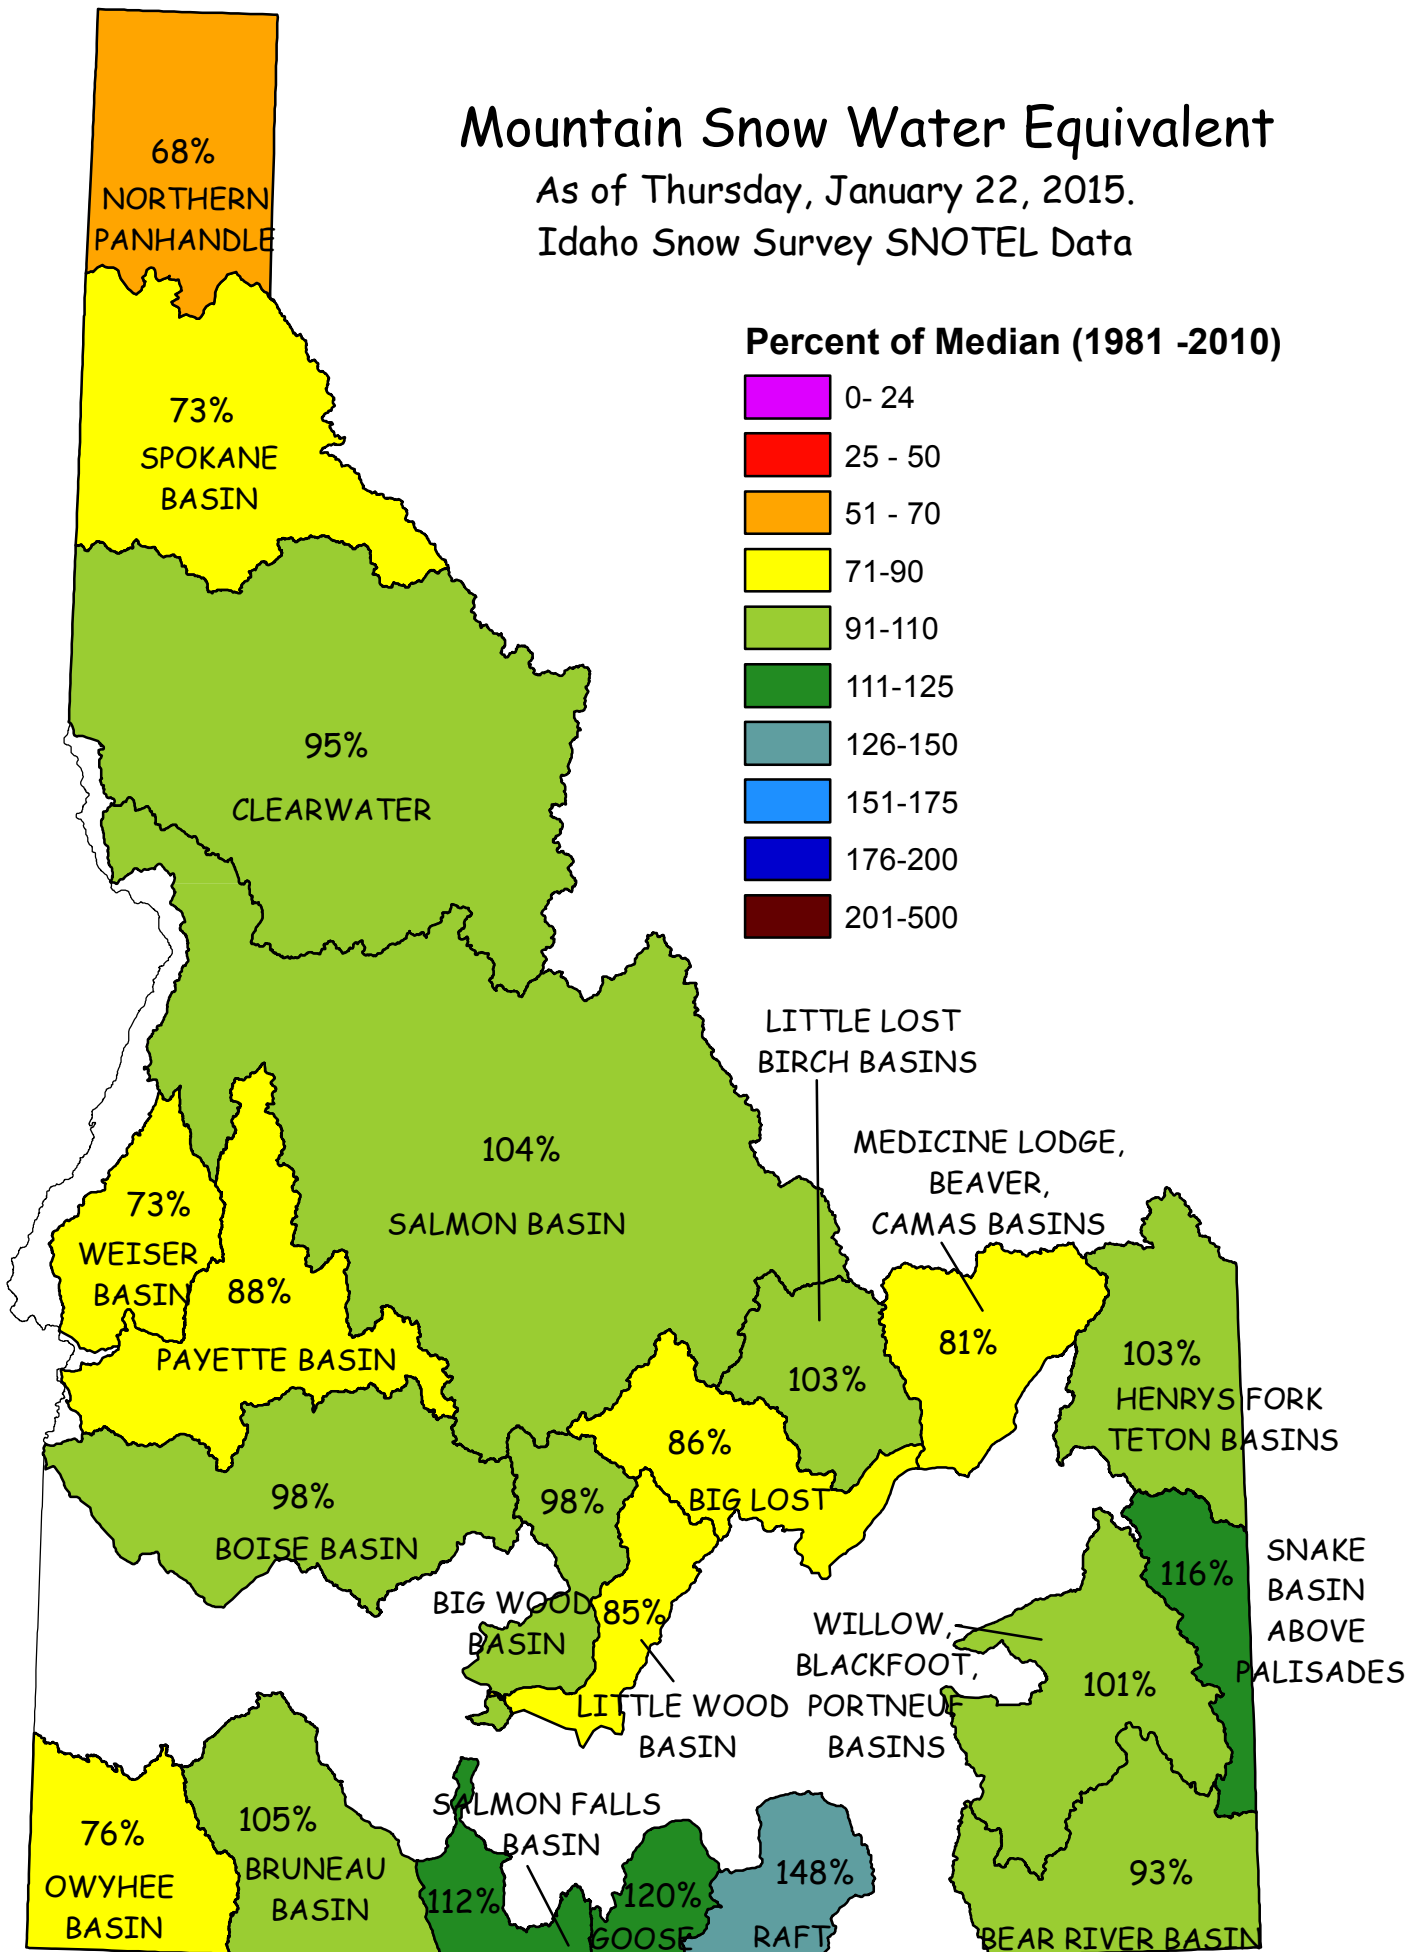 Mountain Snow Water Equivalent
As of Thursday, January 22, 2015.
Idaho Snow Survey SNOTEL Data
Percent of Median (1981 -2010)
0- 24
25 - 50
51 - 70
71-90
91-110
111-125
126-150
151-175
176-200
201-500
68%
NORTHERN
PANHANDLE
73%
SPOKANE
BASIN
95%
CLEARWATER
104%
SALMON BASIN
LITTLE LOST
BIRCH BASINS
103%
MEDICINE LODGE,
BEAVER,
CAMAS BASINS
81%
73%
WEISER
BASIN
88%
PAYETTE BASIN
103%
HENRYS FORK
TETON BASINS
86%
BIG LOST
98%
BOISE BASIN
98%
BIG WOOD
BASIN
85%
LITTLE WOOD
BASIN
116%
SNAKE
BASIN
ABOVE
PALISADES
WILLOW,
BLACKFOOT,
PORTNEUF
BASINS
101%
76%
OWYHEE
BASIN
105%
BRUNEAU
BASIN
SALMON FALLS
BASIN
112%
120%
GOOSE
148%
RAFT
93%
BEAR RIVER BASIN